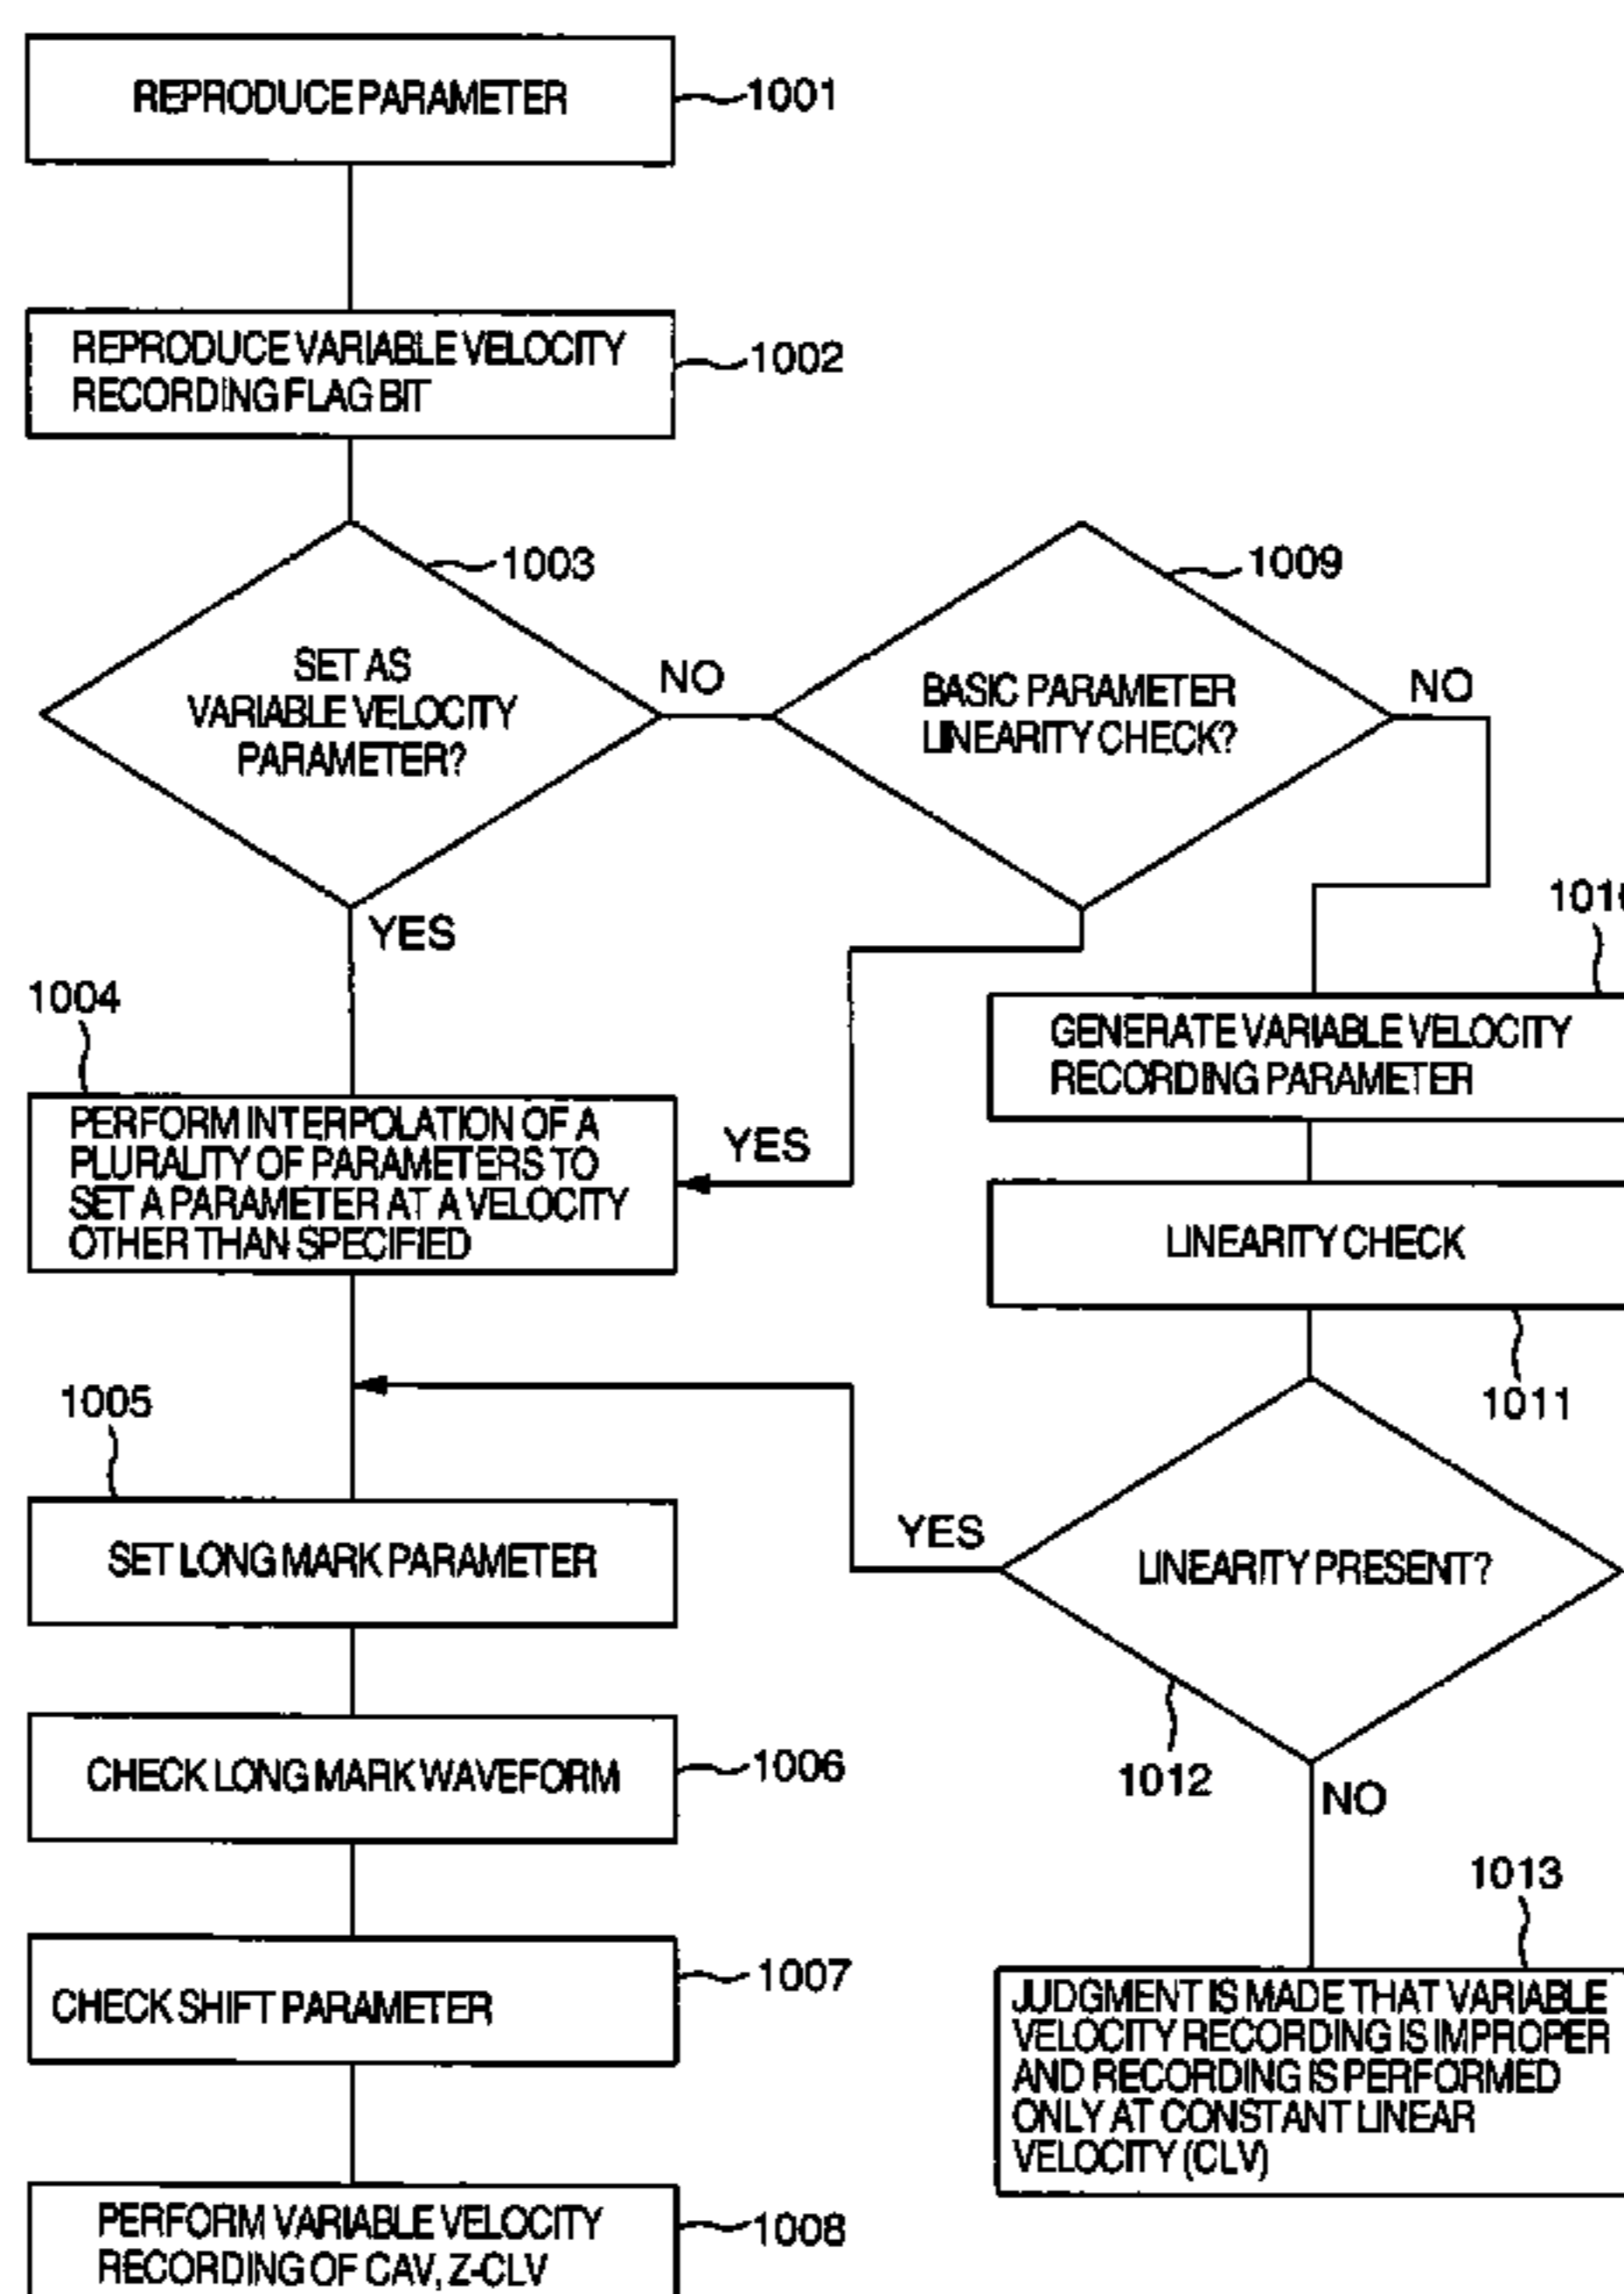 REPRODUCE PARAMETER
1001
REPRODUCE VARIABLE VELOCITY
RECORDING FLAG BIT
1002
1003
SET AS
VARIABLE VELOCITY
PARAMETER?
NO
YES
1009
BASIC PARAMETER
LINEARITY CHECK?
NO
YES
1004
PERFORM INTERPOLATION OF A
PLURALITY OF PARAMETERS TO
SET A PARAMETER AT A VELOCITY
OTHER THAN SPECIFIED
GENERATE VARIABLE VELOCITY
RECORDING PARAMETER
LINEARITY CHECK
1011
1005
SET LONG MARK PARAMETER
YES
LINEARITY PRESENT?
1012
NO
CHECK LONG MARK WAVEFORM
1006
CHECK SHIFT PARAMETER
1007
1013
JUDGMENT IS MADE THAT VARIABLE
VELOCITY RECORDING IS IMPROPER
AND RECORDING IS PERFORMED
ONLY AT CONSTANT LINEAR
VELOCITY (CLV)
PERFORM VARIABLE VELOCITY
RECORDING OF CAV, Z-CLV
1008